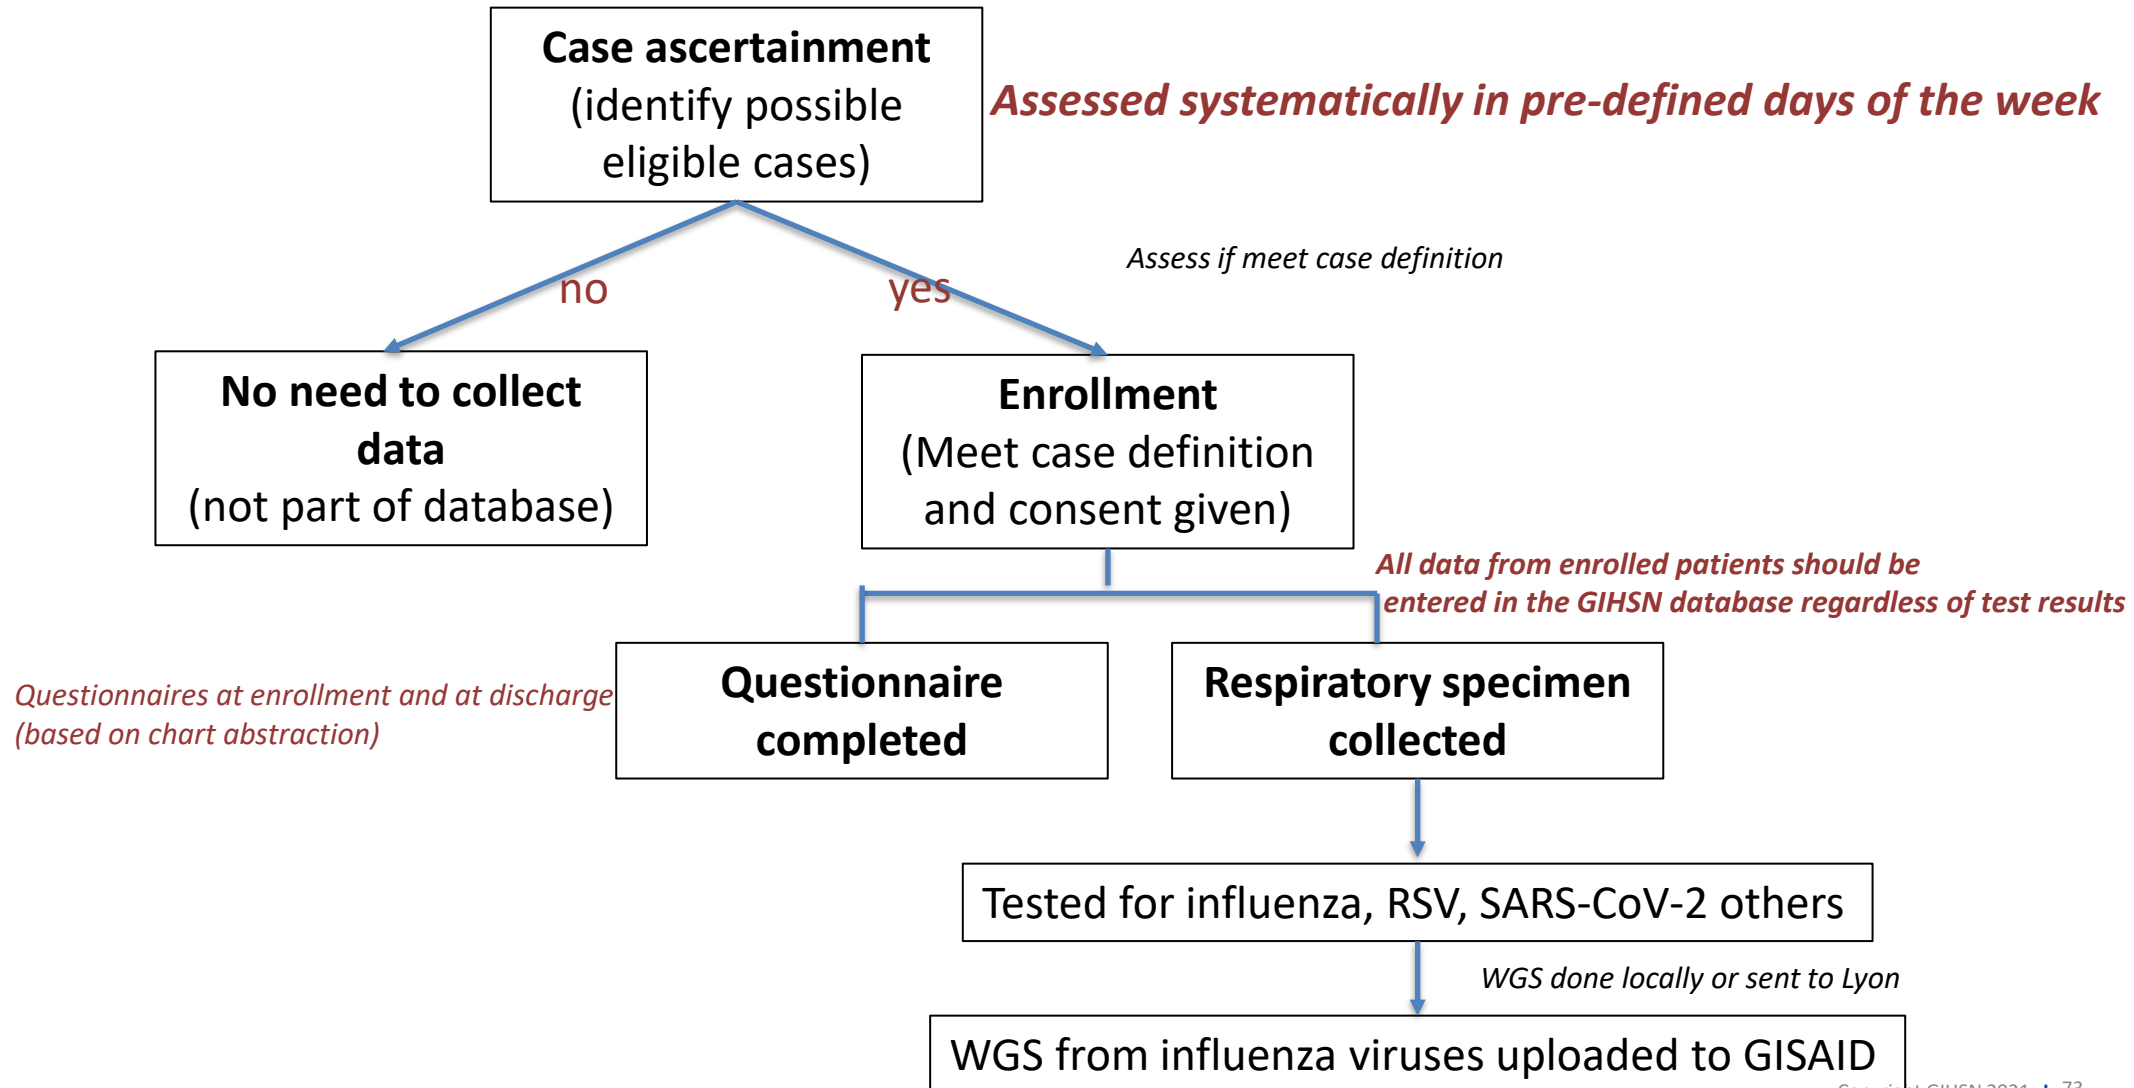 Case ascertainment
(identify possible
eligible cases)
Assessed systematically in pre-defined days of the week
Assess if meet case definition
no
yes
No need to collect
data
(not part of database)
Enrollment
(Meet case definition
and consent given)
All data from enrolled patients should be
entered in the GIHSN database regardless of test results
Questionnaires at enrollment and at discharge
(based on chart abstraction)
Questionnaire
completed
Respiratory specimen
collected
Tested for influenza, RSV, SARS-CoV-2 others
WGS done locally or sent to Lyon
WGS from influenza viruses uploaded to GISAID
Copyright GIHSN 2021 73